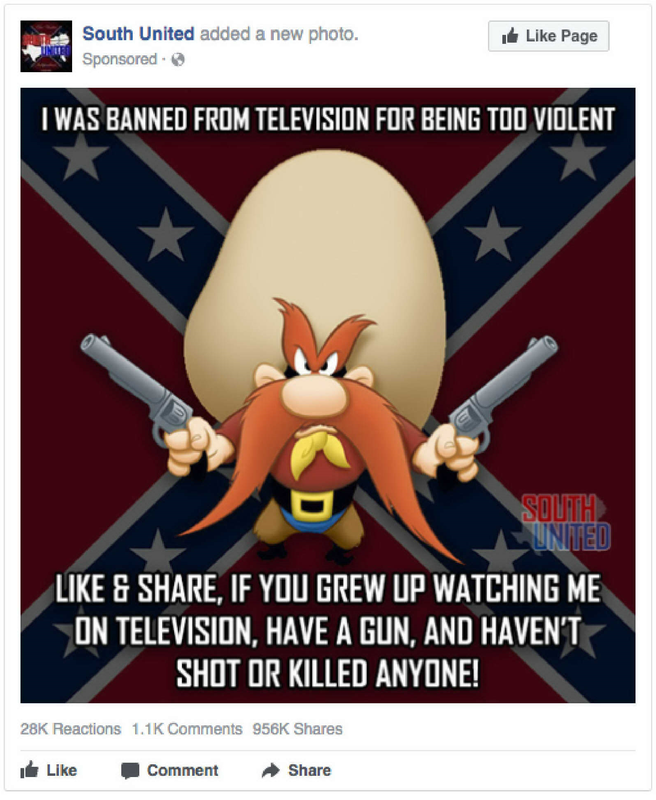 South United added a new photo.
Sponsored ·
Like Page
I WAS BANNED FROM TELEVISION FOR BEING TOO VIOLENT
SOUTH
UNITED
LIKE & SHARE, IF YOU GREW UP WATCHING ME
ON TELEVISION, HAVE A GUN, AND HAVEN'T
SHOT OR KILLED ANYONE!
28K Reactions 1.1K Comments 956K Shares
Like Comment Share